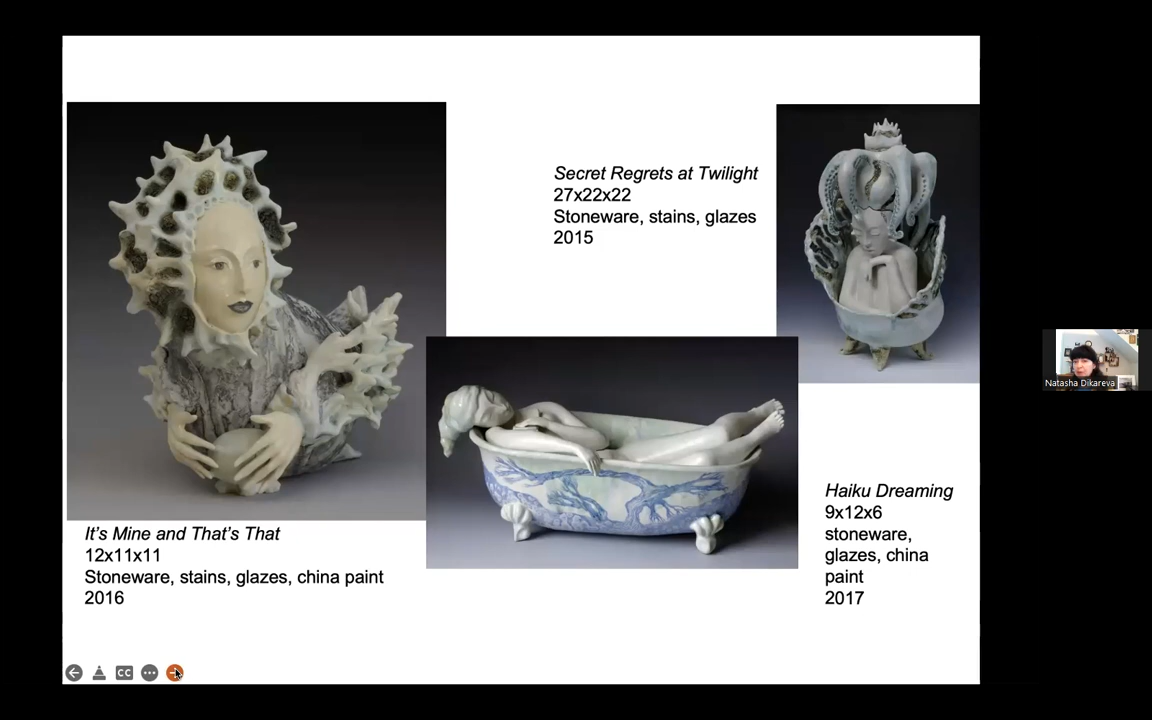 Secret Regrets at Twilight
27x22x22
Stoneware, stains, glazes
2015
It's Mine and That's That
12x11x11
Stoneware, stains, glazes, china paint
2016
Haiku Dreaming
9x12x6
stoneware,
glazes, china
paint
2017
Natasha Dikareva
CC